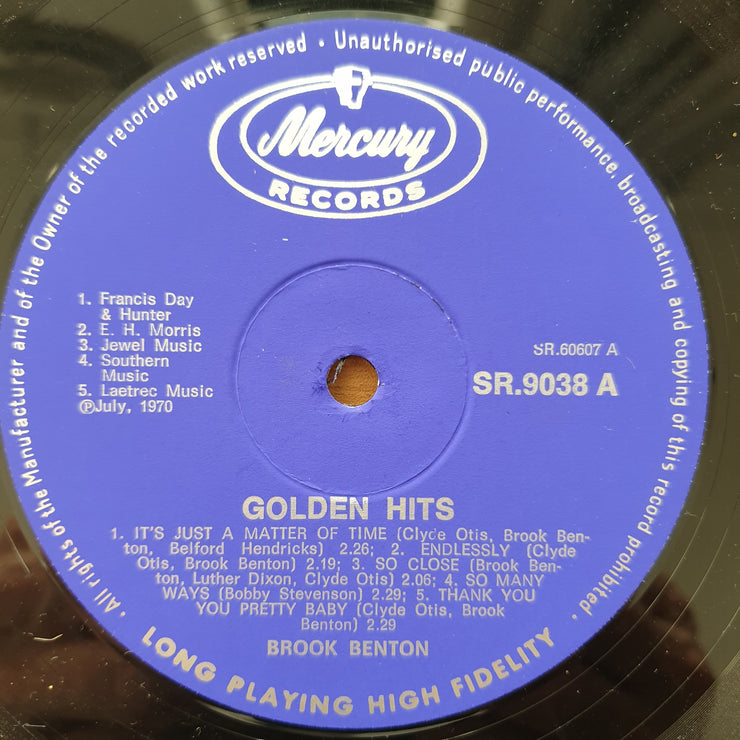 · All rights of the Manufacturer and of the Owner of the recorded work reserved · Unauthorised public performance, broadcasting and copying of this record prohibited ·
Mercury
RECORDS
1. Francis Day
& Hunter
2. E. H. Morris
3. Jewel Music
4. Southern
Music
5. Laetrec Music
℗July, 1970
SR.60607 A
SR.9038 A
GOLDEN HITS
1. IT'S JUST A MATTER OF TIME (Clyde Otis, Brook Ben-
ton, Belford Hendricks) 2.26; 2. ENDLESSLY (Clyde
Otis, Brook Benton) 2.19; 3. SO CLOSE (Brook Ben-
ton, Luther Dixon, Clyde Otis) 2.06; 4. SO MANY
WAYS (Bobby Stevenson) 2.29; 5. THANK YOU
YOU PRETTY BABY (Clyde Otis, Brook
Benton) 2.29
BROOK BENTON
LONG PLAYING HIGH FIDELITY